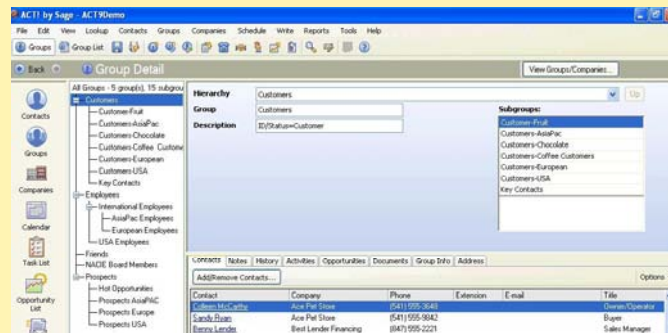 ACT! by Sage - ACT9Demo
File Edit View Lookup Contacts Groups Companies Schedule Write Reports Tools Help
Groups Group List
Back Group Detail View Groups/Companies...
Contacts
Groups
Companies
Calendar
Task List
Opportunity List
All Groups - 5 group(s), 15 subgrou
Customers
Customer-Fruit
Customers-AsiaPac
Customers-Chocolate
Customers-Coffee Custome
Customers-European
Customers-USA
Key Contacts
Employees
International Employees
AsiaPac Employees
European Employees
USA Employees
Friends
Board Members
Prospects
Hot Opportunities
Prospects AsiaPAC
Prospects Europe
Prospects USA
Hierarchy Customers Up
Group Customers
Description ID/Status=Customer
Subgroups:
Customer-Fruit
Customers-AsiaPac
Customers-Chocolate
Customers-Coffee Customers
Customers-European
Customers-USA
Key Contacts
Contacts Notes History Activities Opportunities Documents Group Info Address
Add/Remove Contacts... Options
Contact Company Phone Extension E-mail Title
Colleen McCarthy Ace Pet Store (541) 555-3648 Owner/Operator
Sandy Ryan Ace Pet Store (541) 555-9842 Buyer
Benny Lender Best Lender Financing (847) 555-2221 Sales Manager